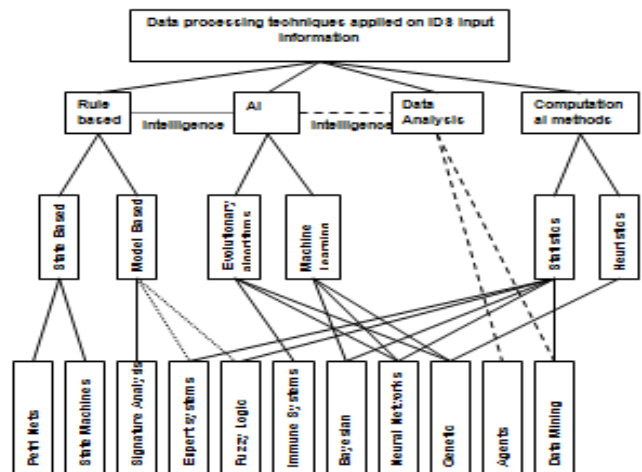 Data processing techniques applied on IDS input
information
Rule
based
Intelligence
AI
Intelligence
Data
Analysis
Computation
al methods
State Based
Model Based
Evolutionary
algorithms
Machine
Learning
Statistics
Heuristics
Petri Nets
State Machines
Signature Analysis
Expert systems
Fuzzy Logic
Immune Systems
Bayesian
Neural Networks
Genetic
Agents
Data Mining